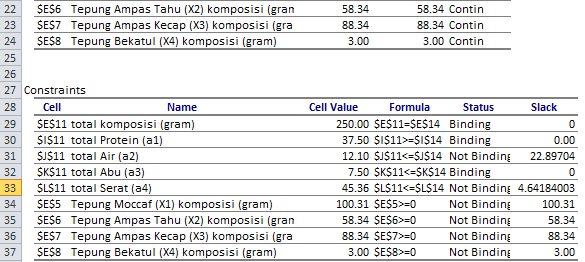 22 $E$6 Tepung Ampas Tahu (X2) komposisi (gran 58.34 58.34 Contin
23 $E$7 Tepung Ampas Kecap (X3) komposisi (gra 88.34 88.34 Contin
24 $E$8 Tepung Bekatul (X4) komposisi (gram) 3.00 3.00 Contin
25
26
27 Constraints
28 Cell Name Cell Value Formula Status Slack
29 $E$11 total komposisi (gram) 250.00 $E$11=$E$14 Binding 0
30 $I$11 total Protein (a1) 37.50 $I$11>=$I$14 Binding 0.00
31 $J$11 total Air (a2) 12.10 $J$11<=$J$14 Not Binding 22.89704
32 $K$11 total Abu (a3) 7.50 $K$11<=$K$14 Binding 0
33 $L$11 total Serat (a4) 45.36 $L$11<=$L$14 Not Binding 4.64184003
34 $E$5 Tepung Moccaf (X1) komposisi (gram) 100.31 $E$5>=0 Not Binding 100.31
35 $E$6 Tepung Ampas Tahu (X2) komposisi (gran 58.34 $E$6>=0 Not Binding 58.34
36 $E$7 Tepung Ampas Kecap (X3) komposisi (gra 88.34 $E$7>=0 Not Binding 88.34
37 $E$8 Tepung Bekatul (X4) komposisi (gram) 3.00 $E$8>=0 Not Binding 3.00